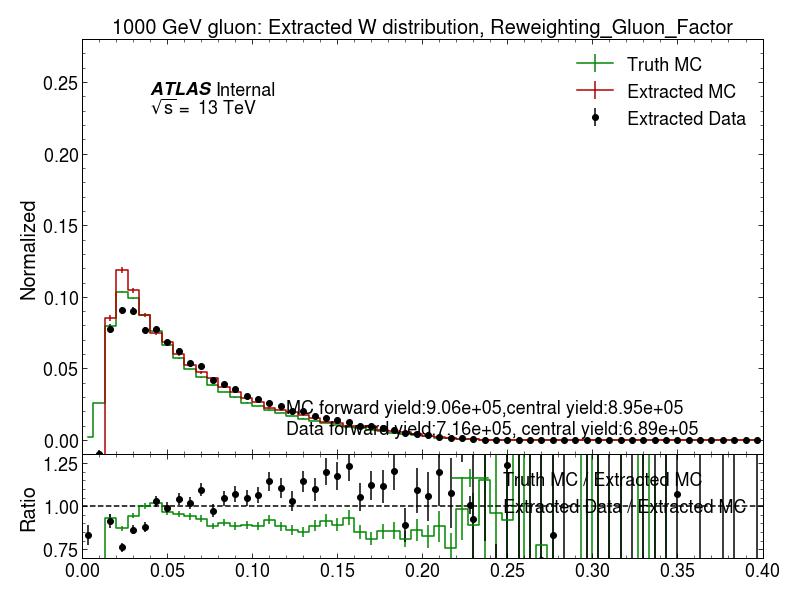 1000 GeV gluon: Extracted W distribution, Reweighting_Gluon_Factor
ATLAS Internal
√s = 13 TeV
Truth MC
Extracted MC
Extracted Data
Normalized
0.25
0.20
0.15
0.10
0.05
0.00
MC forward yield:9.06e+05,central yield:8.95e+05
Data forward yield:7.16e+05, central yield:6.89e+05
Ratio
1.25
1.00
0.75
Truth MC / Extracted MC
Extracted Data / Extracted MC
0.00 0.05 0.10 0.15 0.20 0.25 0.30 0.35 0.40